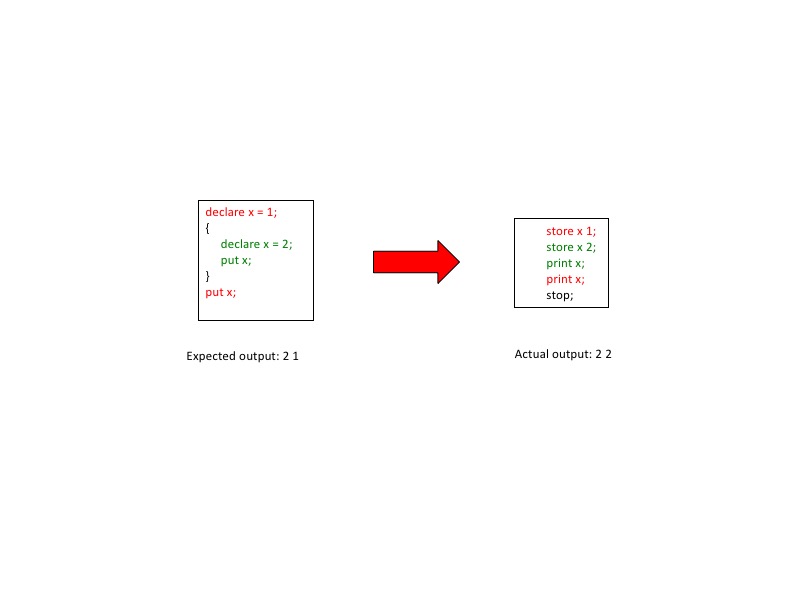 declare x = 1;
{
declare x = 2;
put x;
}
put x;
Expected output: 2 1
store x 1;
store x 2;
print x;
print x;
stop;
Actual output: 2 2